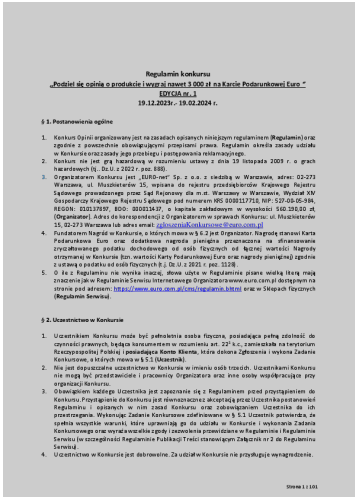 Regulamin konkursu
„Podziel się opinią o produkcie i wygraj nawet 3 000 zł na Karcie Podarunkowej Euro "
EDYCJA nr. 1
19.12.2023r.- 19.02.2024 r.
§ 1. Postanowienia ogólne
1. Konkurs Opinii organizowany jest na zasadach opisanych niniejszym regulaminem (Regulamin) oraz
zgodnie z powszechnie obowiązującymi przepisami prawa. Regulamin określa zasady udziału
w Konkursie oraz zasady jego przebiegu i postępowania reklamacyjnego.
2. Konkurs nie jest grą hazardową w rozumieniu ustawy z dnia 19 listopada 2009 r. o grach
hazardowych (t.j. Dz.U. z 2022 r. poz. 888).
3. Organizatorem Konkursu jest „EURO-net" Sp. z o.o. z siedzibą w Warszawie, adres: 02-273
Warszawa, ul. Muszkieterów 15, wpisana do rejestru przedsiębiorców Krajowego Rejestru
Sądowego prowadzonego przez Sąd Rejonowy dla m.st. Warszawy w Warszawie, Wydział XIV
Gospodarczy Krajowego Rejestru Sądowego pod numerem KRS 0000117710, NIP: 527-00-05-984,
REGON: 010137837, BDO: 000011437, o kapitale zakładowym w wysokości 560.190,00 zł,
(Organizator). Adres do korespondencji z Organizatorem w sprawach Konkursu: ul. Muszkieterów
15, 02-273 Warszawa lub adres email: zgloszeniaKonkursowe@euro.com.pl
4. Fundatorem Nagród w Konkursie, o których mowa w § 6.2 jest Organizator. Nagrodę stanowi Karta
Podarunkowa Euro oraz dodatkowa nagroda pieniężna przeznaczona na sfinansowanie
zryczałtowanego podatku dochodowego od osób fizycznych od łącznej wartości Nagrody
otrzymanej w Konkursie (tzn. wartość Karty Podarunkowej Euro oraz nagrody pieniężnej) zgodnie
z ustawą o podatku od osób fizycznych (t.j. Dz.U. z 2021 r. poz. 1128).
5. O ile z Regulaminu nie wynika inaczej, słowa użyte w Regulaminie pisane wielką literą mają
znaczenie jak w Regulaminie Serwisu Internetowego Organizatora www.euro.com.pl dostępnym na
stronie pod adresem: https://www.euro.com.pl/cms/regulamin.bhtml oraz w Sklepach fizycznych
(Regulamin Serwisu).
§ 2. Uczestnictwo w Konkursie
1. Uczestnikiem Konkursu może być pełnoletnia osoba fizyczna, posiadająca pełną zdolność do
czynności prawnych, będąca konsumentem w rozumieniu art. 22¹ k.c., zamieszkała na terytorium
Rzeczypospolitej Polskiej i posiadająca Konto Klienta, która dokona Zgłoszenia i wykona Zadanie
Konkursowe, o których mowa w § 5.1 (Uczestnik).
2. Nie jest dopuszczalne uczestnictwo w Konkursie w imieniu osób trzecich. Uczestnikami Konkursu
nie mogą być przedstawiciele i pracownicy Organizatora oraz inne osoby współpracujące przy
organizacji Konkursu.
3. Obowiązkiem każdego Uczestnika jest zapoznanie się z Regulaminem przed przystąpieniem do
Konkursu. Przystąpienie do Konkursu jest równoznaczne z akceptacją przez Uczestnika postanowień
Regulaminu i opisanych w nim zasad Konkursu oraz zobowiązaniem Uczestnika do ich
przestrzegania. Wykonując Zadanie Konkursowe zdefiniowane w § 5.1 Uczestnik potwierdza, że
spełnia wszystkie warunki, które uprawniają go do udziału w Konkursie i wykonania Zadania
Konkursowego oraz wyraża wszelkie zgody i zezwolenia przewidziane w Regulaminie i Regulaminie
Serwisu (w szczególności Regulaminie Publikacji Treści stanowiącym Załącznik nr 2 do Regulaminu
Serwisu).
4. Uczestnictwo w Konkursie jest dobrowolne. Za udział w Konkursie nie przysługuje wynagrodzenie.
Strona 1 z 101